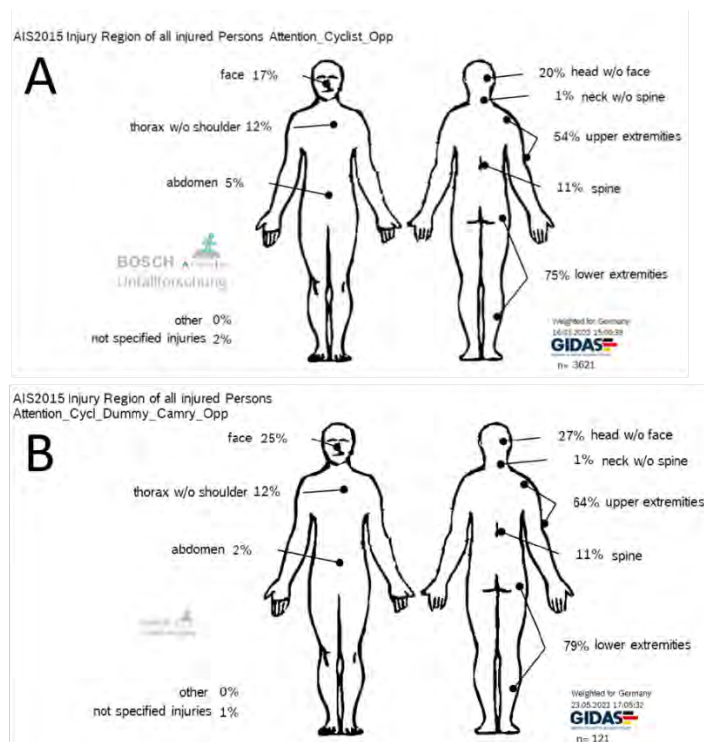 AIS2015 Injury Region of all injured Persons Attention_Cyclist_Opp
A
face 17%
thorax w/o shoulder 12%
abdomen 5%
20% head w/o face
1% neck w/o spine
54% upper extremities
11% spine
75% lower extremities
BOSCH
Unfallforschung
other 0%
not specified injuries 2%
Weighted for Germany
GIDAS
n= 3621
AIS2015 Injury Region of all injured Persons
Attention_Cycl_Dummy_Camry_Opp
B
face 25%
thorax w/o shoulder 12%
abdomen 2%
27% head w/o face
1% neck w/o spine
64% upper extremities
11% spine
79% lower extremities
other 0%
not specified injuries 1%
Weighted for Germany
GIDAS
n= 121